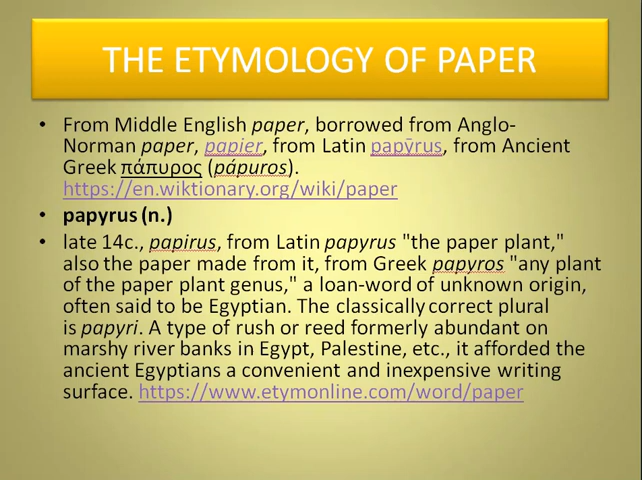 THE ETYMOLOGY OF PAPER
• From Middle English paper, borrowed from Anglo-
Norman paper, papier, from Latin papȳrus, from Ancient
Greek πάπυρος (pápuros).
https://en.wiktionary.org/wiki/paper
• papyrus (n.)
• late 14c., papirus, from Latin papyrus "the paper plant,"
also the paper made from it, from Greek papyros "any plant
of the paper plant genus," a loan-word of unknown origin,
often said to be Egyptian. The classically correct plural
is papyri. A type of rush or reed formerly abundant on
marshy river banks in Egypt, Palestine, etc., it afforded the
ancient Egyptians a convenient and inexpensive writing
surface. https://www.etymonline.com/word/paper